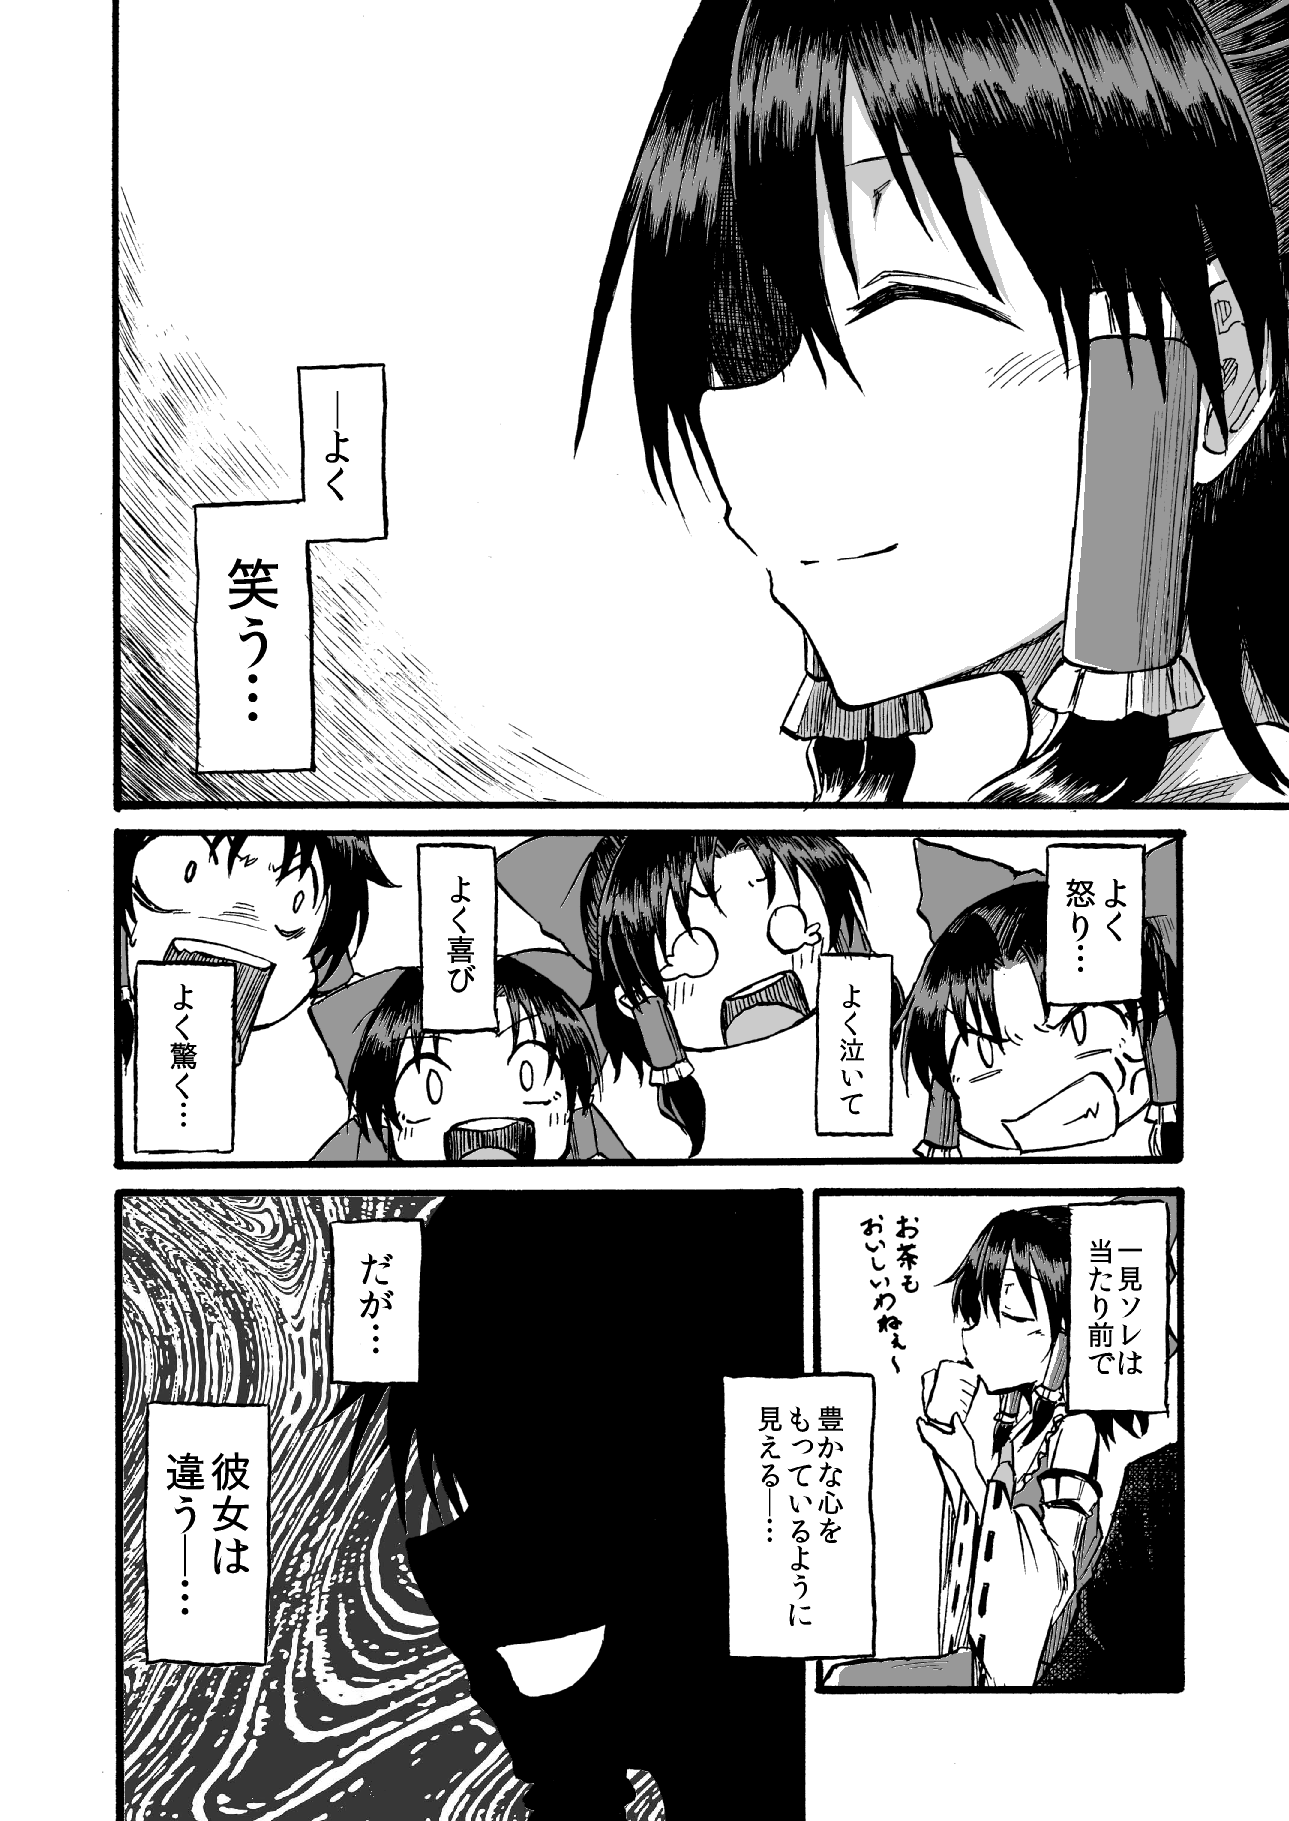 ―よく
笑う…
よく
怒り…
よく泣いて
よく喜び
よく驚く…
一見ソレは
当たり前で
お茶も
おいしいわねぇ～
豊かな心を
もっているように
見える―…
だが…
彼女は
違う―…